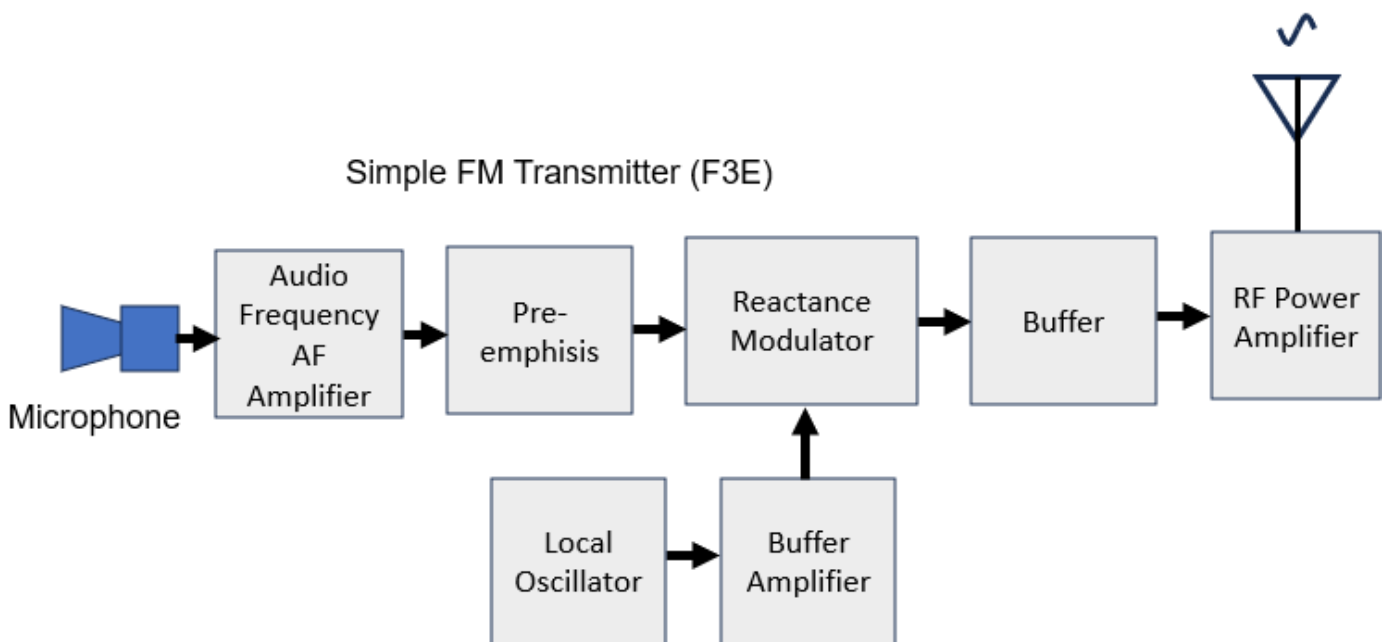 Simple FM Transmitter (F3E)
Microphone
Audio
Frequency
AF
Amplifier
Pre-
emphisis
Reactance
Modulator
Buffer
RF Power
Amplifier
Local
Oscillator
Buffer
Amplifier